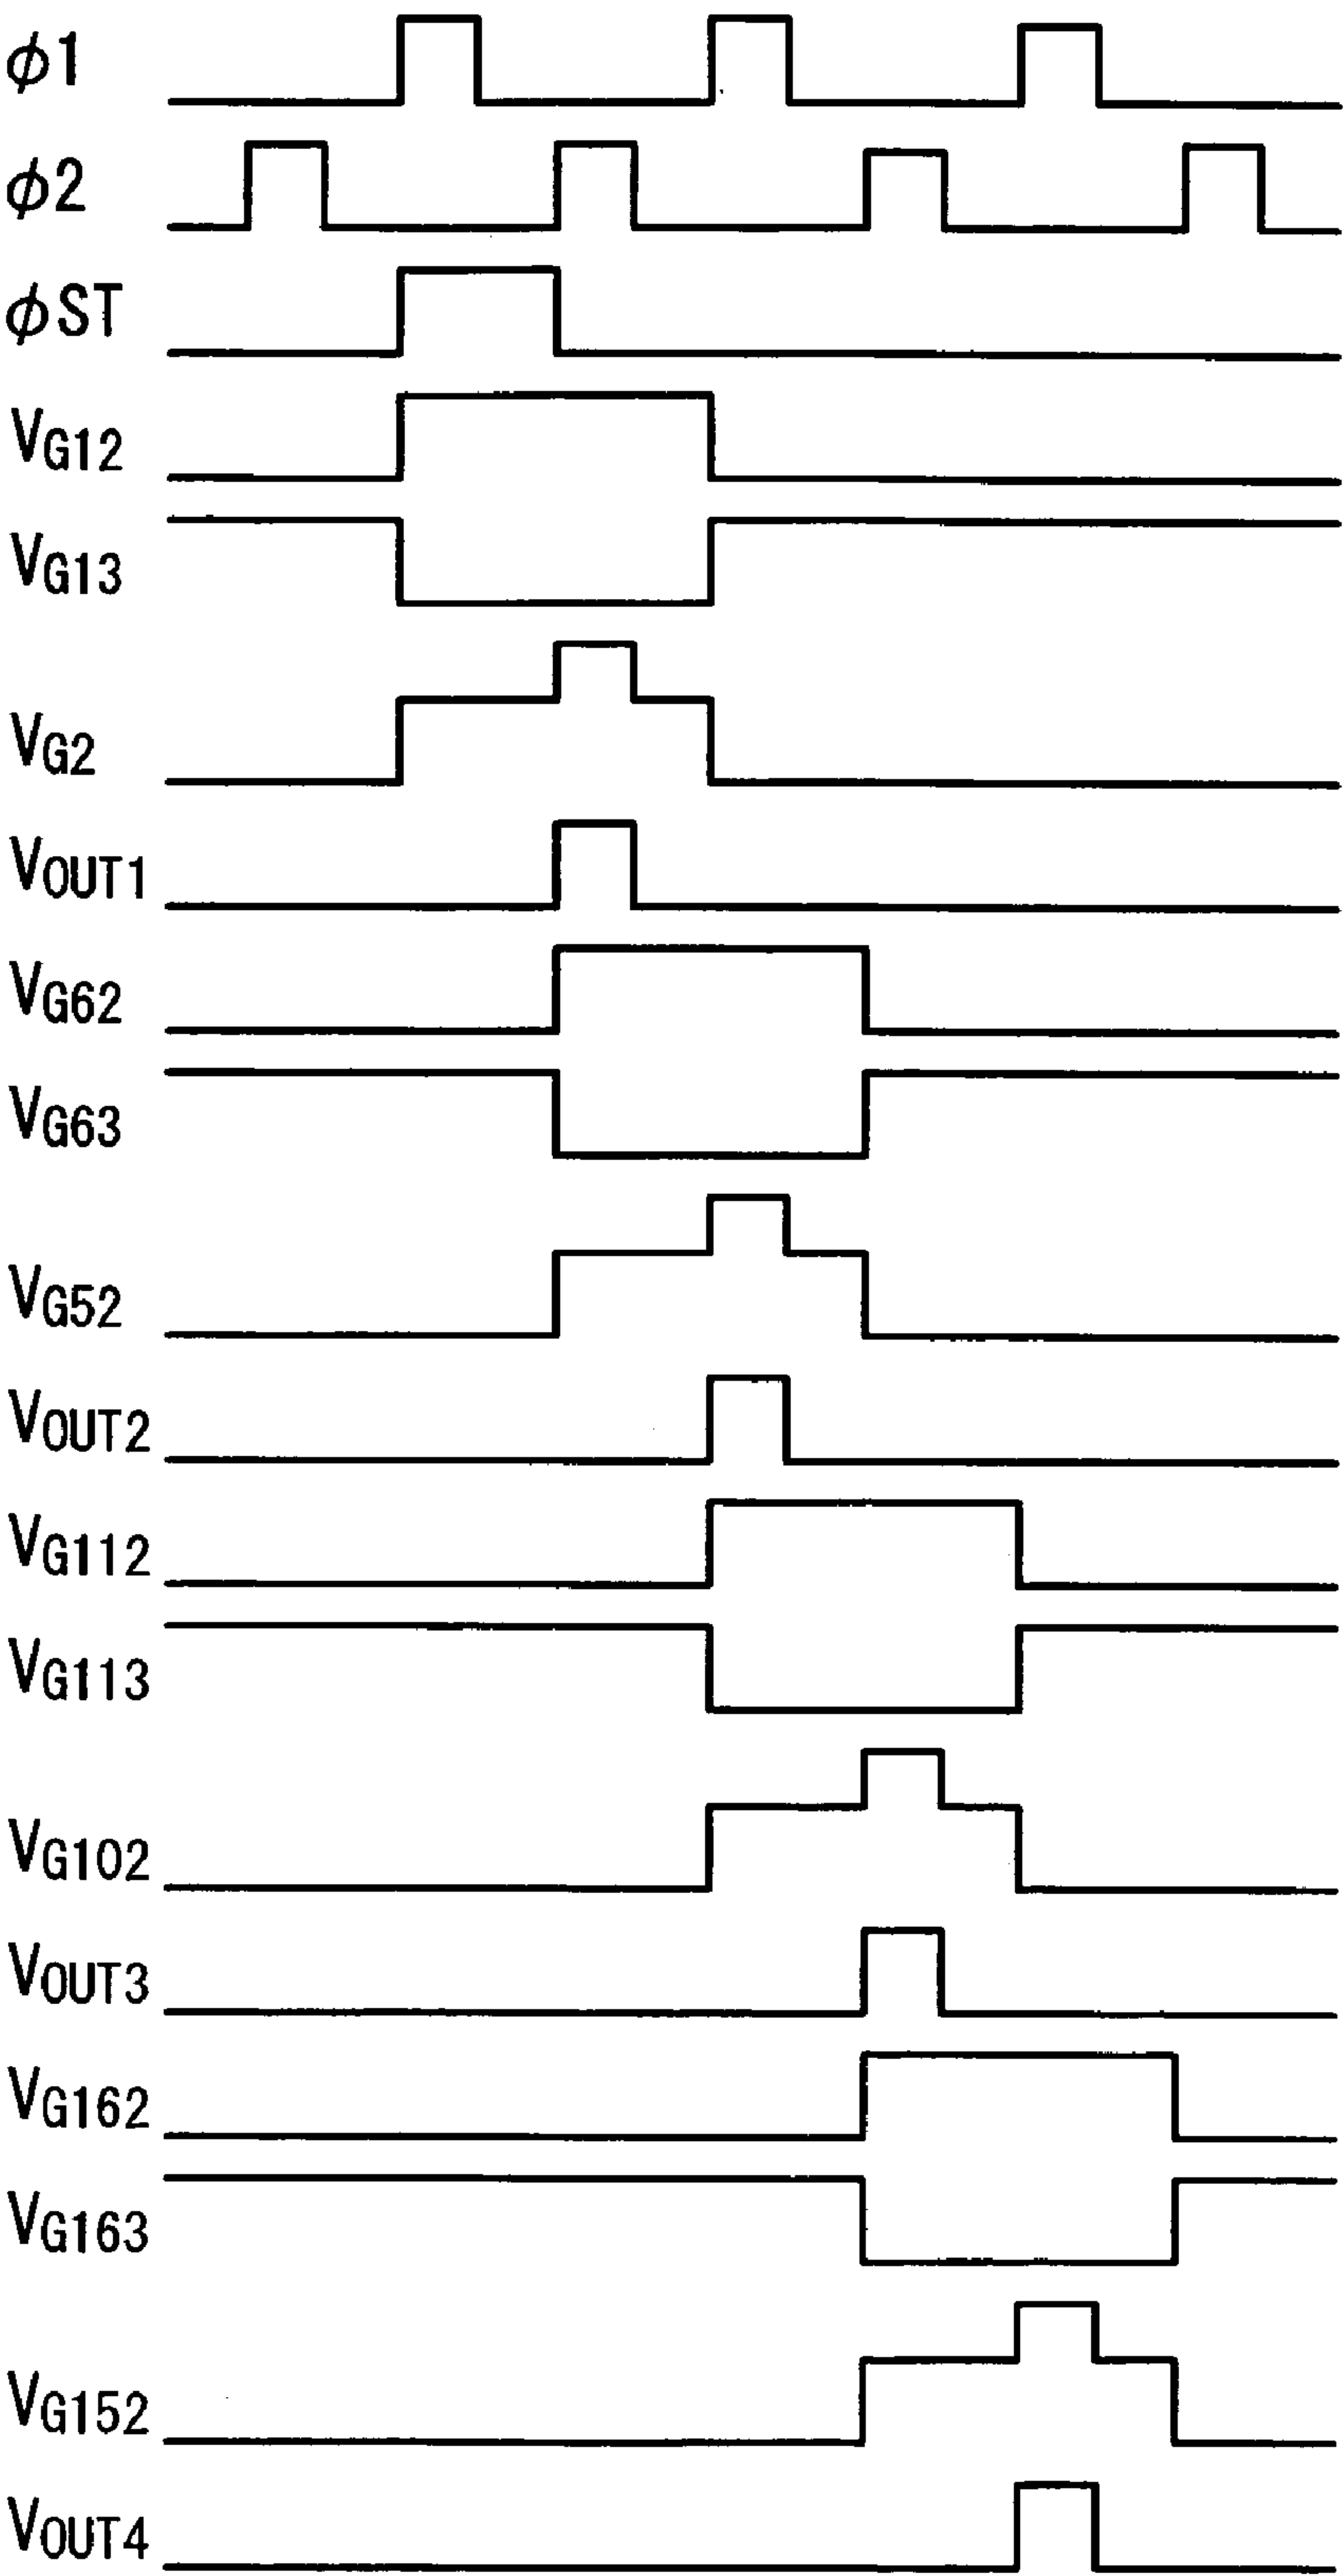 ϕ1
ϕ2
ϕST
VG12
VG13
VG2
VOUT1
VG62
VG63
VG52
VOUT2
VG112
VG113
VG102
VOUT3
VG162
VG163
VG152
VOUT4